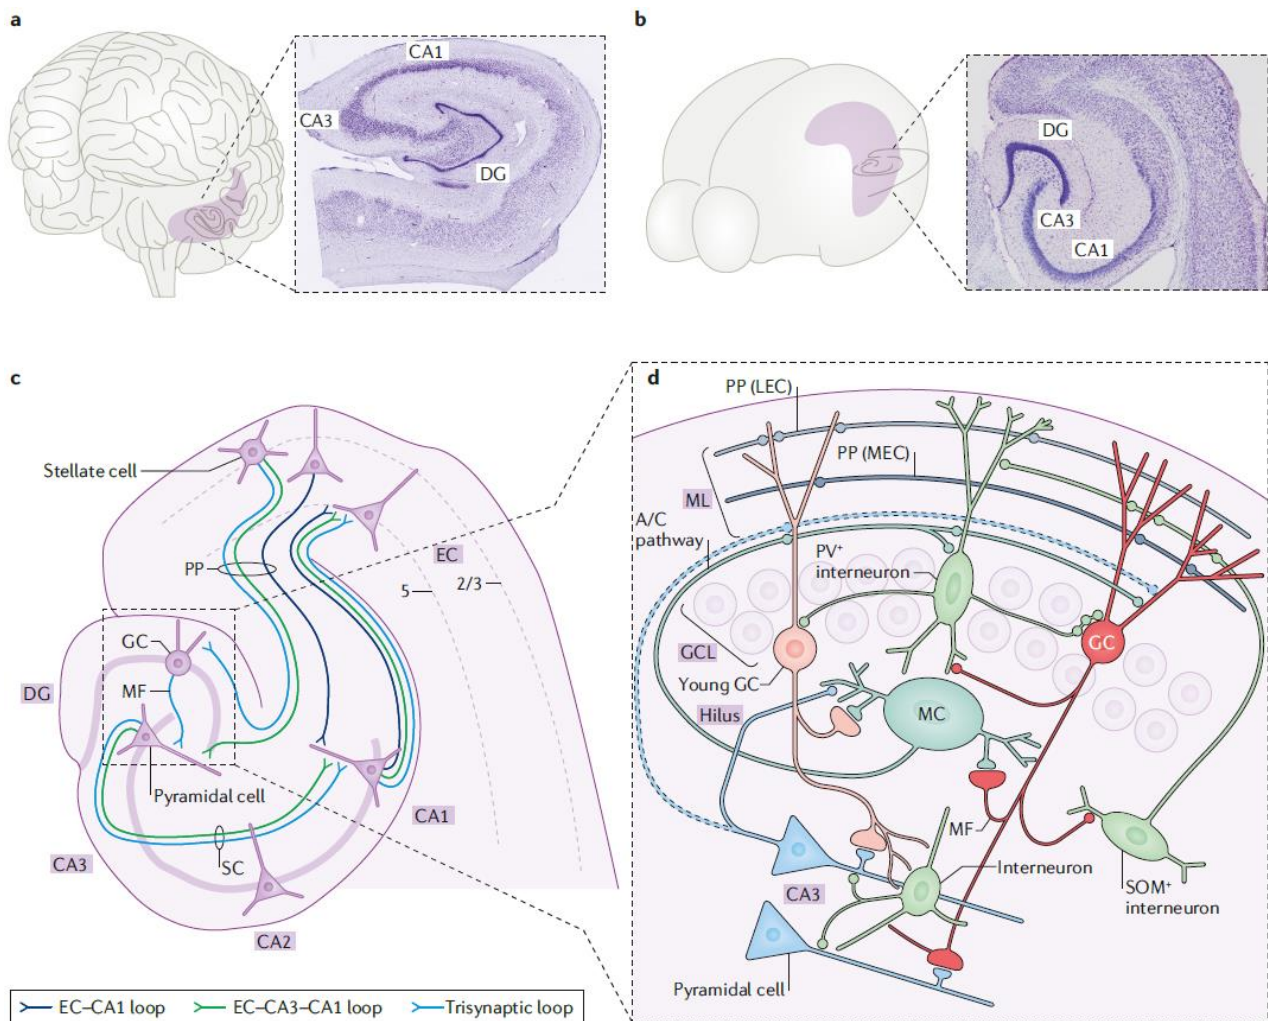 a
CA1
CA3
DG
b
DG
CA3
CA1
c
Stellate cell
PP
EC
5
2/3
GC
DG
MF
Pyramidal cell
CA1
SC
CA3
CA2
EC–CA1 loop
EC–CA3–CA1 loop
Trisynaptic loop
d
PP (LEC)
PP (MEC)
ML
A/C
pathway
PV⁺
interneuron
GCL
GC
Young GC
Hilus
MC
MF
Interneuron
CA3
SOM⁺
interneuron
Pyramidal cell